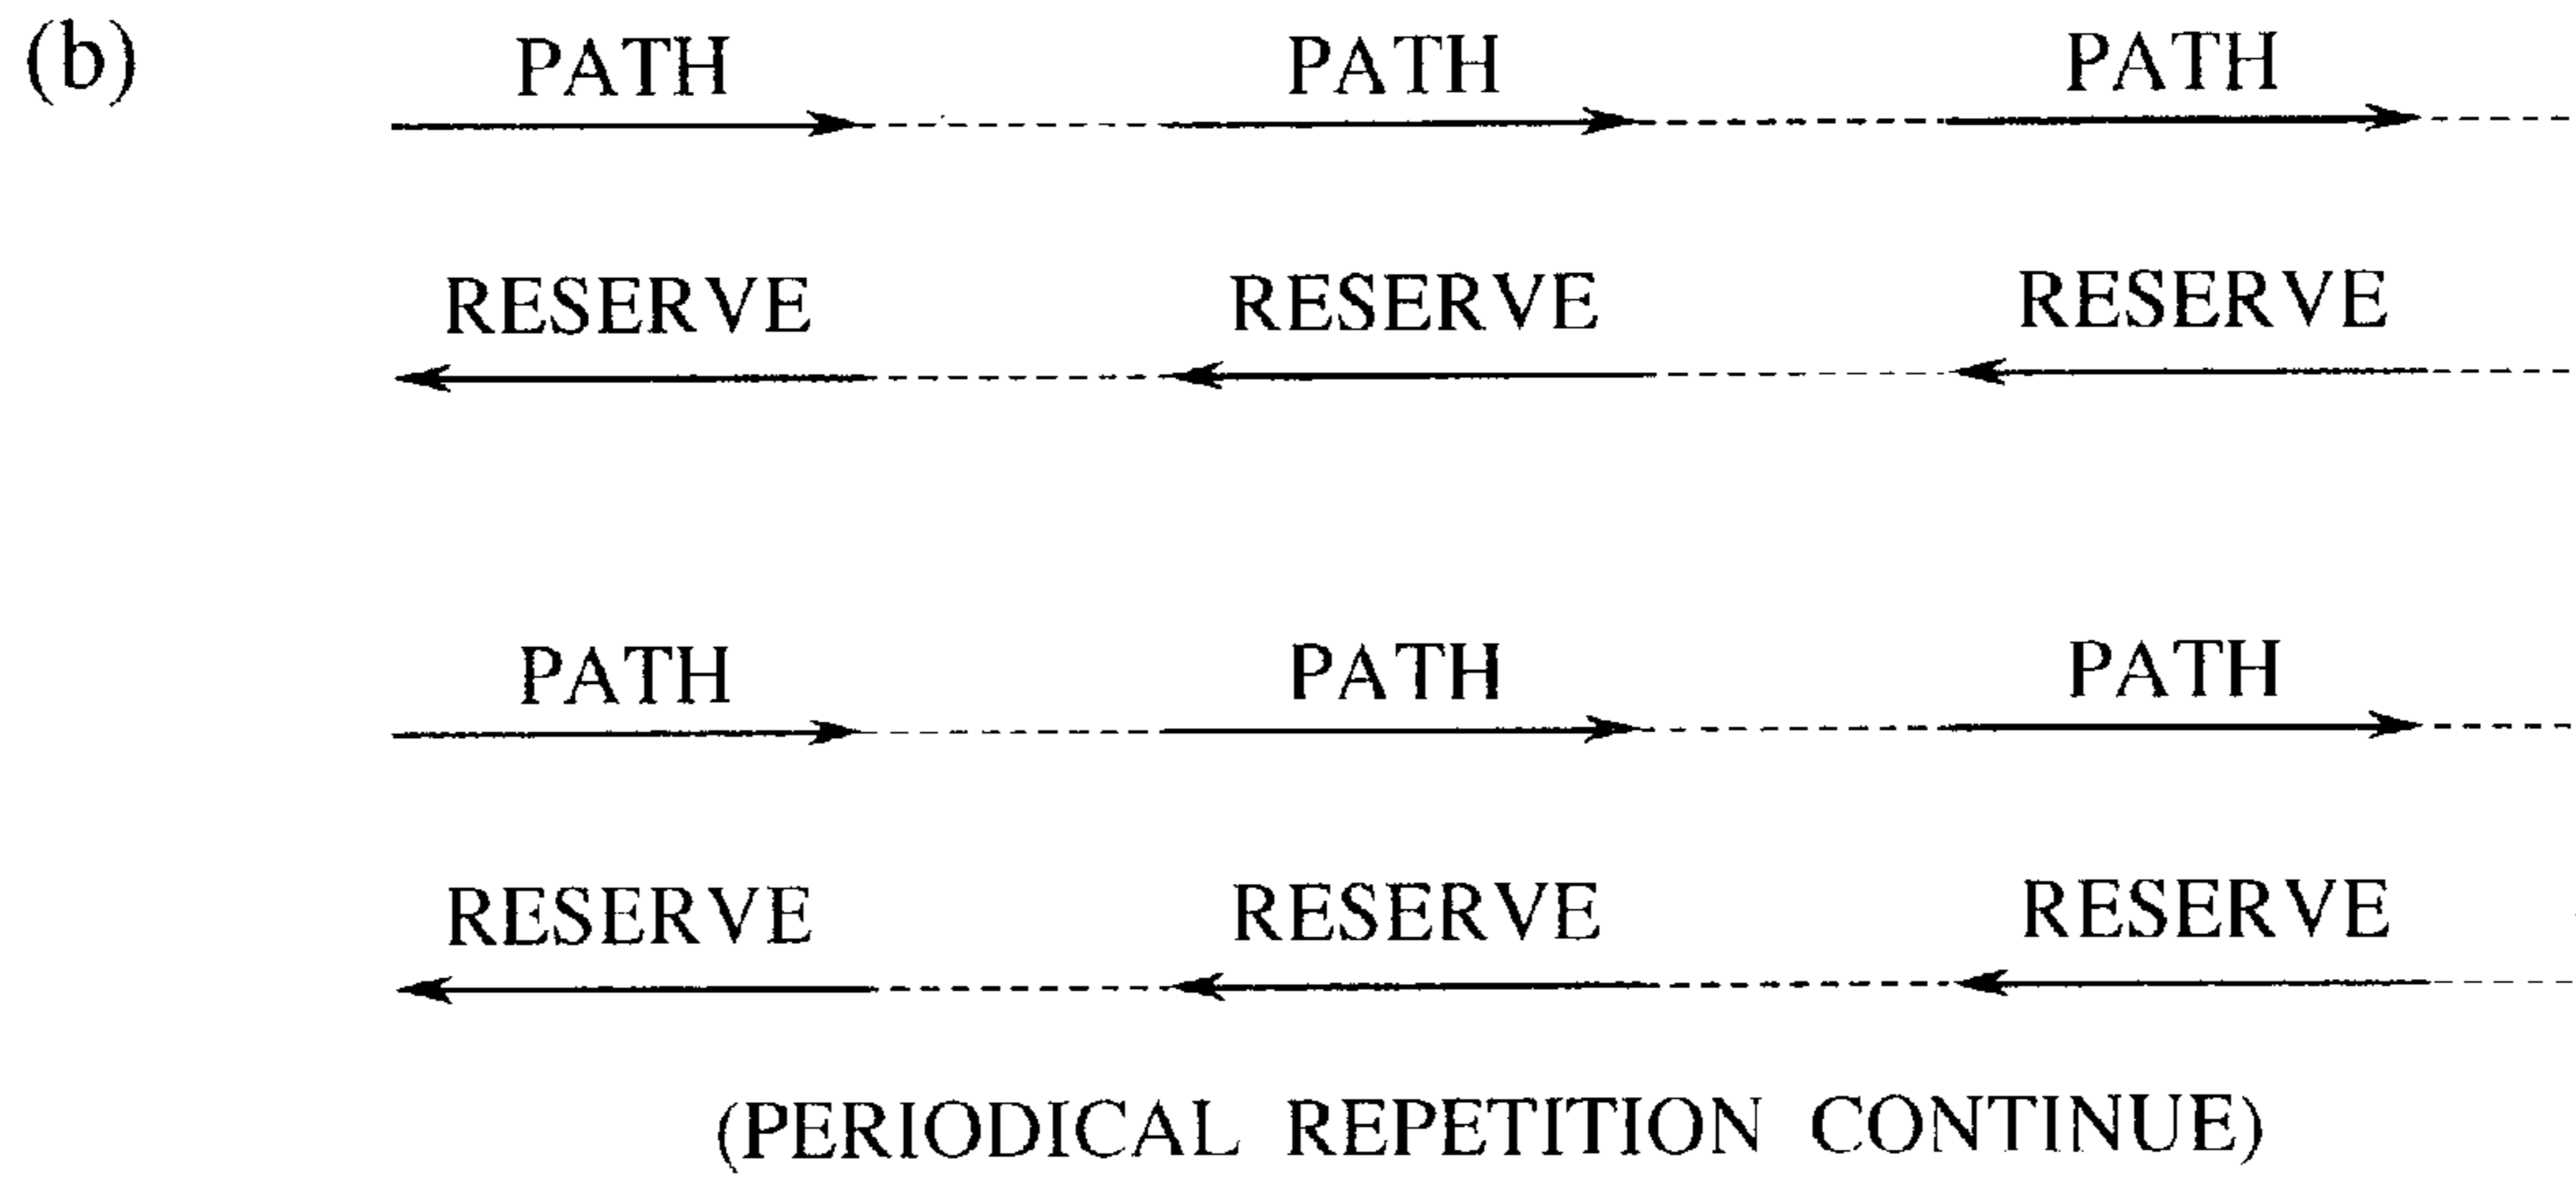 (b) PATH PATH PATH
RESERVE RESERVE RESERVE
PATH PATH PATH
RESERVE RESERVE RESERVE
(PERIODICAL REPETITION CONTINUE)